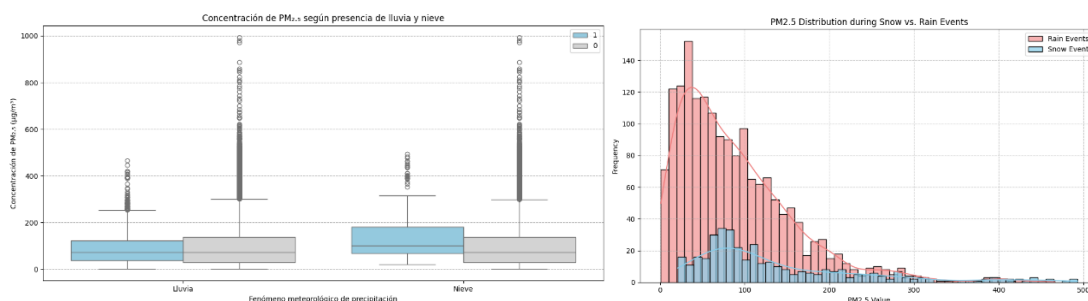 Concentración de PM₂.₅ según presencia de lluvia y nieve
1
0
1000
800
600
400
200
0
Concentración de PM₂.₅ (µg/m³)
Lluvia
Nieve
Fenómeno meteorológico de precipitación
PM2.5 Distribution during Snow vs. Rain Events
Rain Events
Snow Event
140
120
100
80
60
40
20
0
Frequency
0
100
200
300
400
500
PM2.5 Value